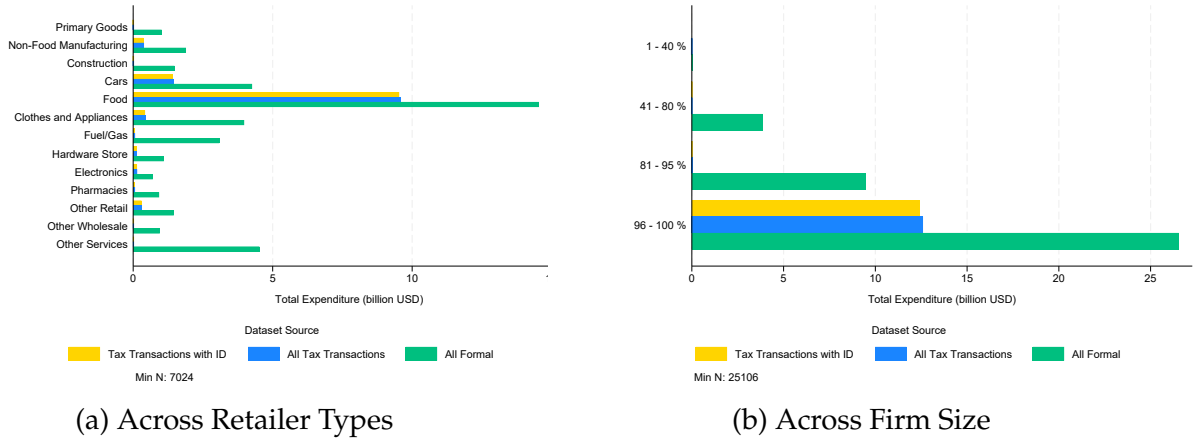 Primary Goods
Non-Food Manufacturing
Construction
Cars
Food
Clothes and Appliances
Fuel/Gas
Hardware Store
Electronics
Pharmacies
Other Retail
Other Wholesale
Other Services
0 5 10
Total Expenditure (billion USD)
Dataset Source
Tax Transactions with ID All Tax Transactions All Formal
Min N: 7024
(a) Across Retailer Types
1 - 40 %
41 - 80 %
81 - 95 %
96 - 100 %
0 5 10 15 20 25
Total Expenditure (billion USD)
Dataset Source
Tax Transactions with ID All Tax Transactions All Formal
Min N: 25106
(b) Across Firm Size